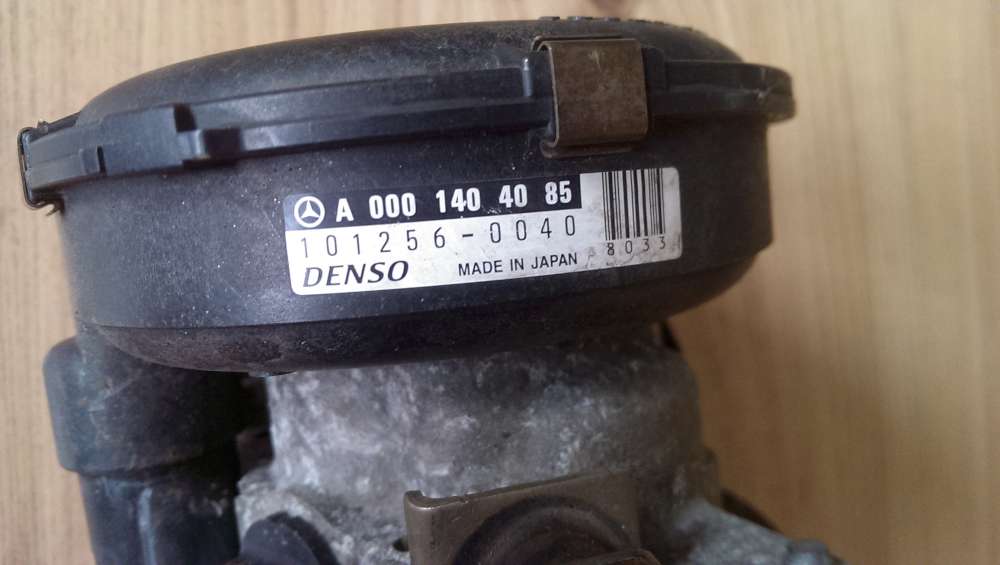 A 000 140 40 85
101256-0040
8033
DENSO MADE IN JAPAN